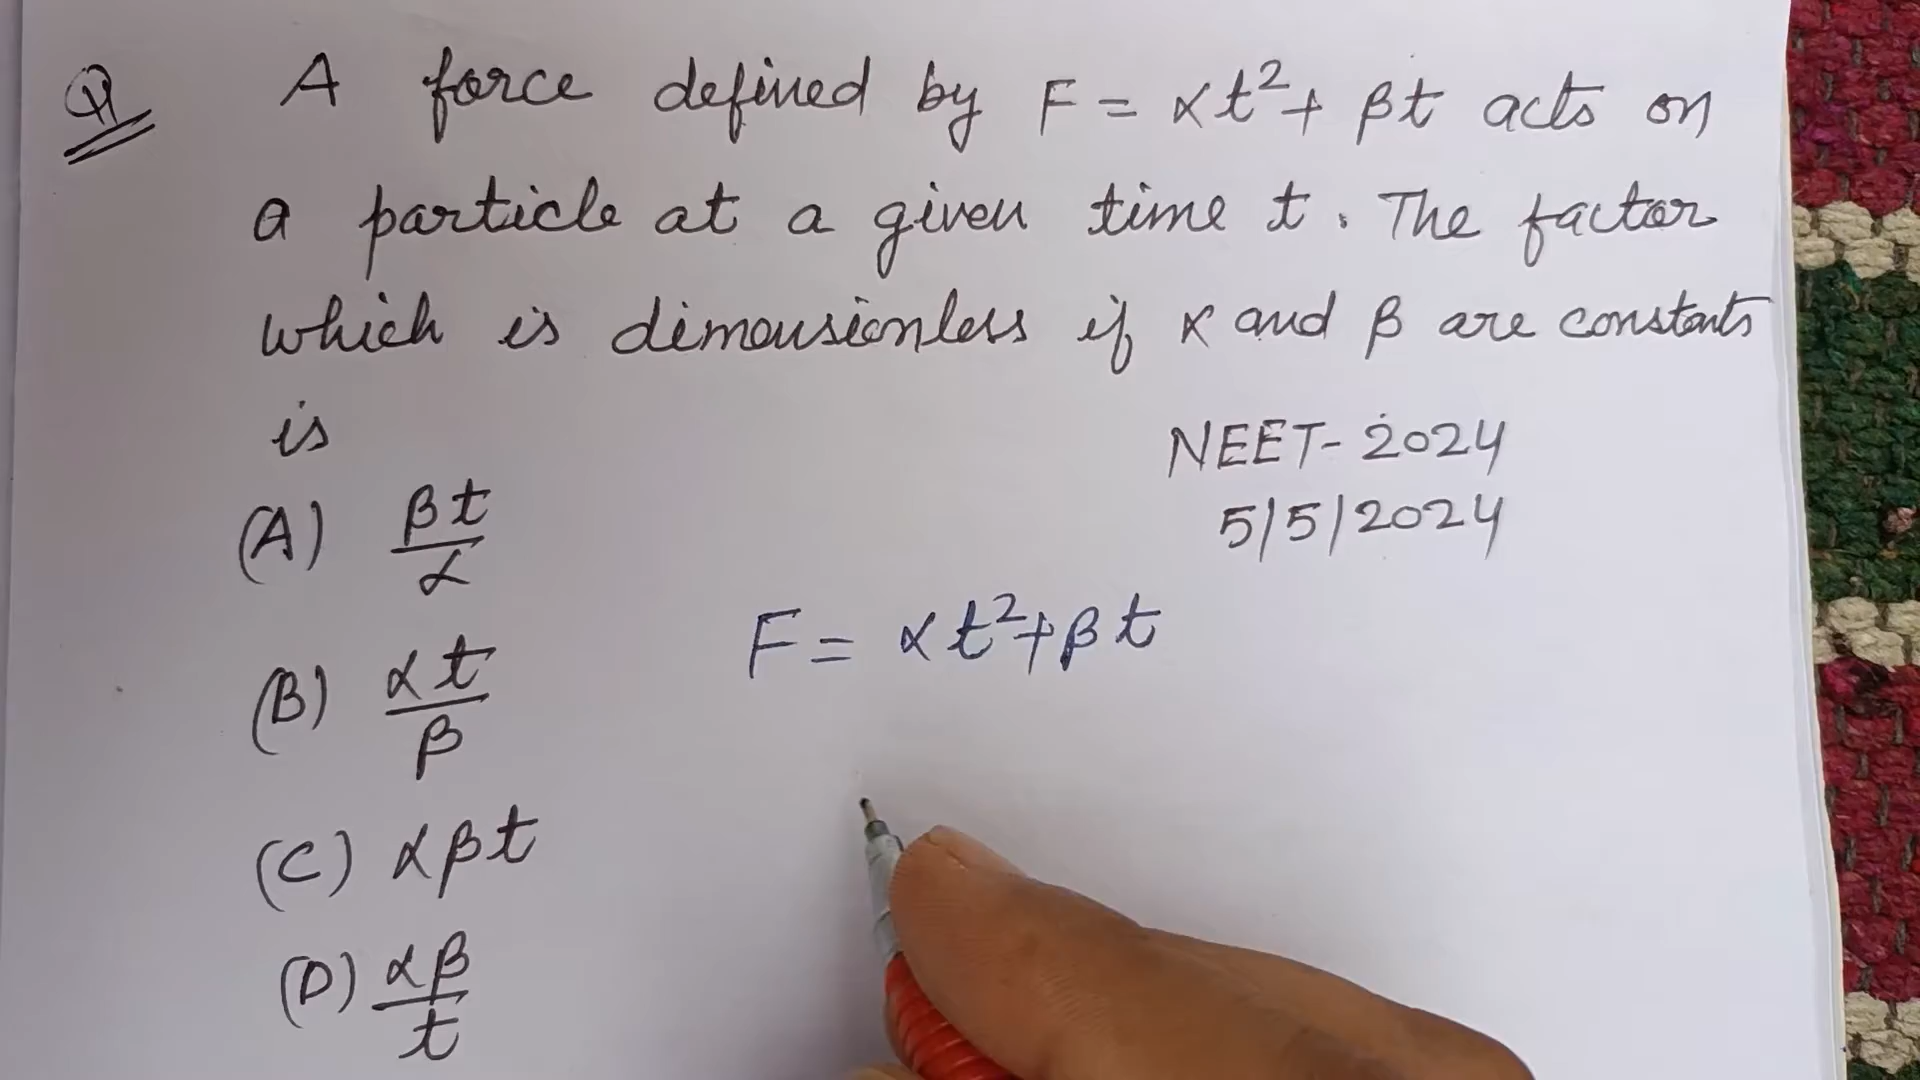 Q A force defined by F = αt²+ βt acts on
a particle at a given time t. The factor
which is dimensionless if α and β are constants
is
NEET-2024
5/5/2024
(A) βt/α
(B) αt/β
(C) αβt
(D) αβ/t
F = αt²+βt